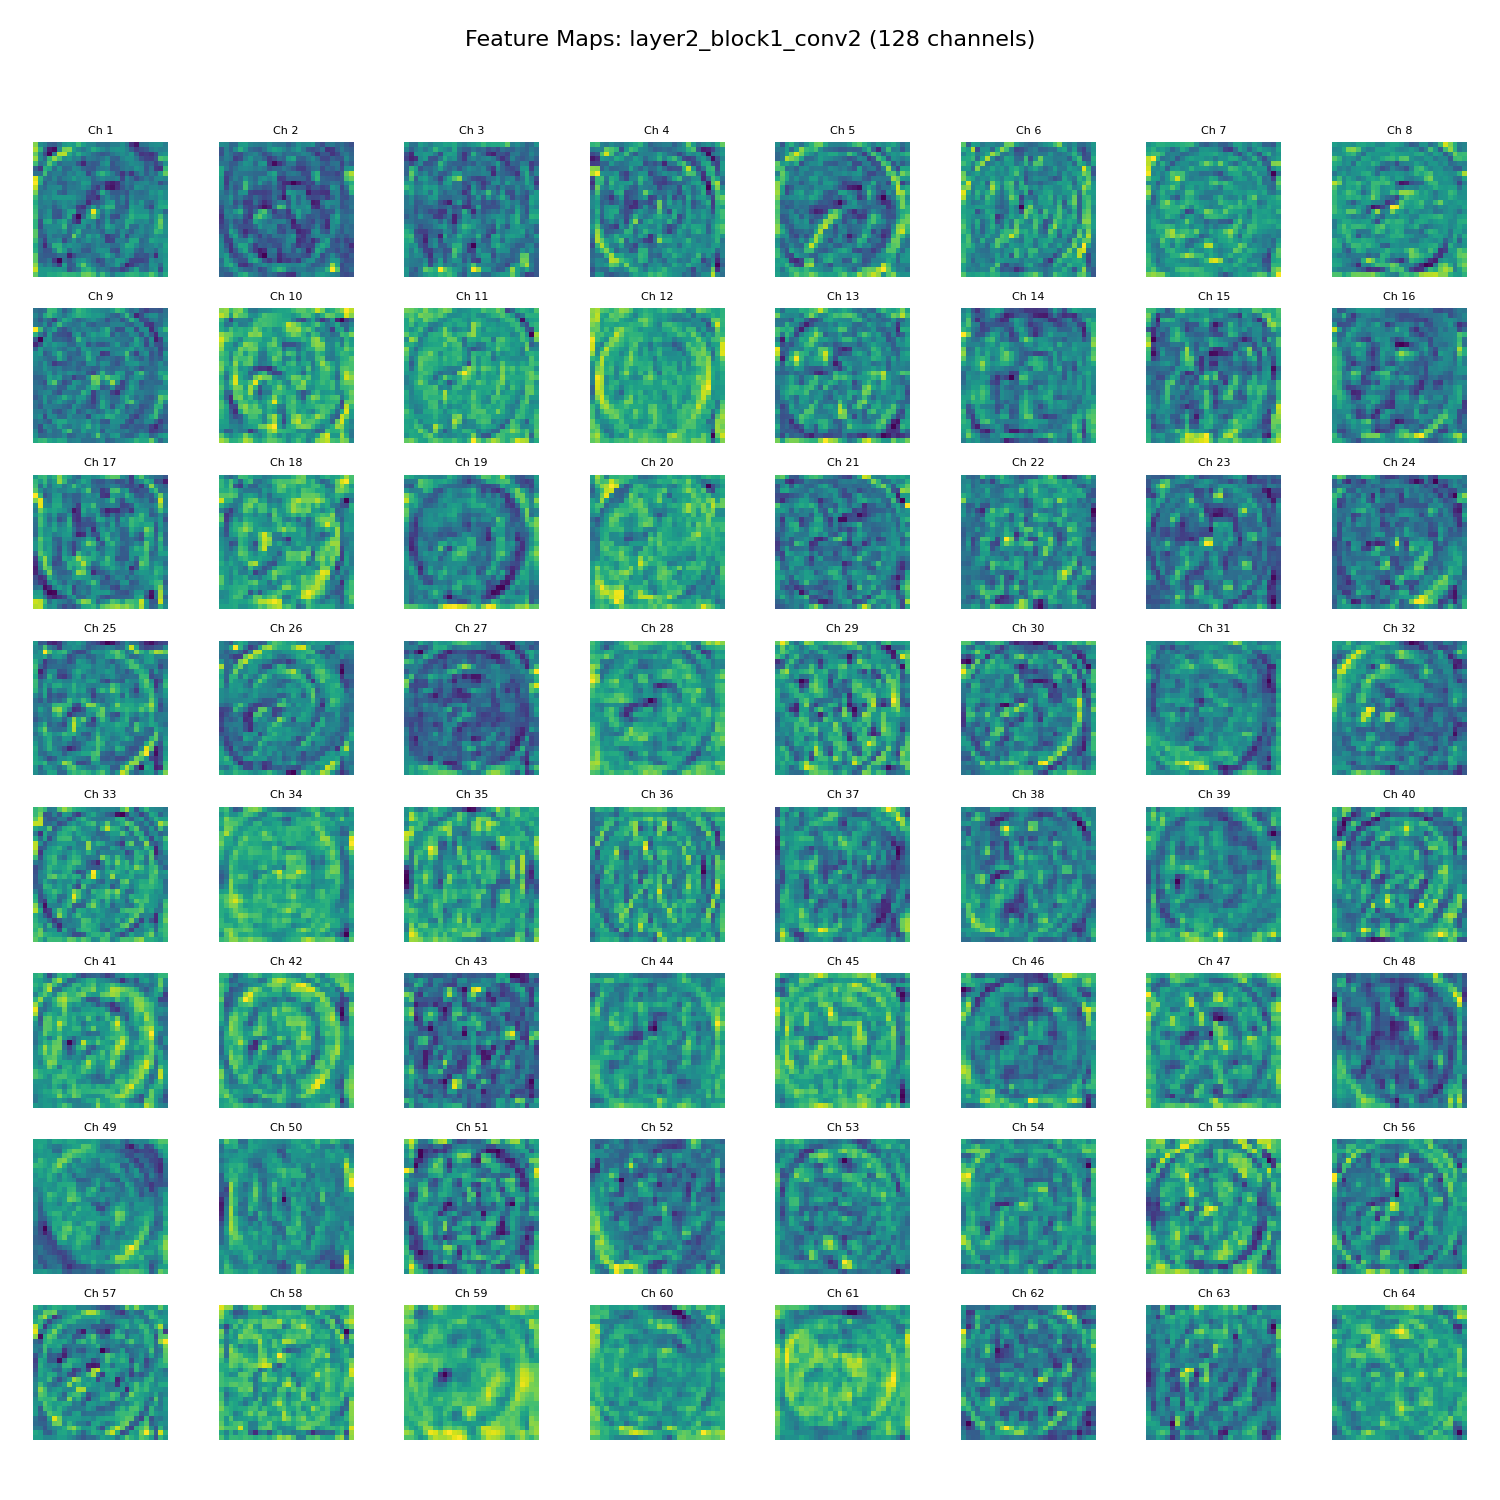 Feature Maps: layer2_block1_conv2 (128 channels)
Ch 1 Ch 2 Ch 3 Ch 4 Ch 5 Ch 6 Ch 7 Ch 8
Ch 9 Ch 10 Ch 11 Ch 12 Ch 13 Ch 14 Ch 15 Ch 16
Ch 17 Ch 18 Ch 19 Ch 20 Ch 21 Ch 22 Ch 23 Ch 24
Ch 25 Ch 26 Ch 27 Ch 28 Ch 29 Ch 30 Ch 31 Ch 32
Ch 33 Ch 34 Ch 35 Ch 36 Ch 37 Ch 38 Ch 39 Ch 40
Ch 41 Ch 42 Ch 43 Ch 44 Ch 45 Ch 46 Ch 47 Ch 48
Ch 49 Ch 50 Ch 51 Ch 52 Ch 53 Ch 54 Ch 55 Ch 56
Ch 57 Ch 58 Ch 59 Ch 60 Ch 61 Ch 62 Ch 63 Ch 64